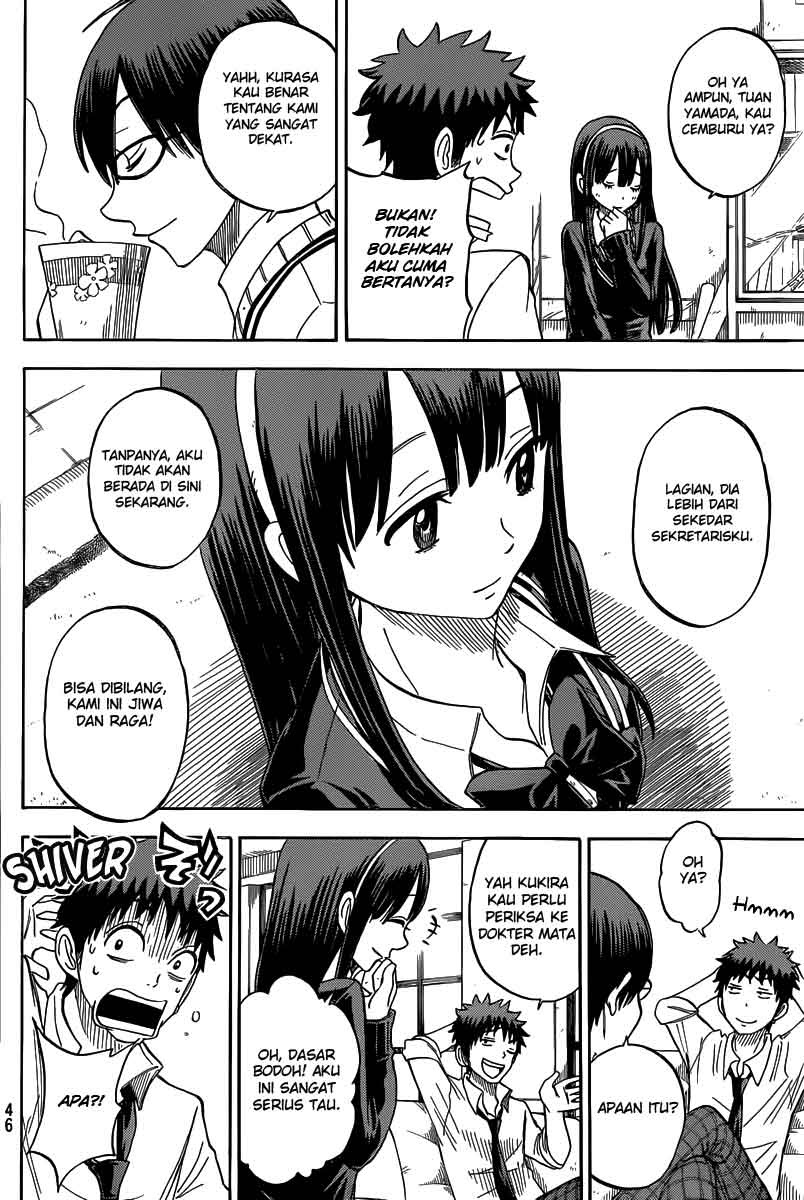 OH YA
AMPUN, TUAN
YAMADA, KAU
CEMBURU YA?
BUKAN!
TIDAK
BOLEHKAH
AKU CUMA
BERTANYA?
YAHH, KURASA
KAU BENAR
TENTANG KAMI
YANG SANGAT
DEKAT.
LAGIAN, DIA
LEBIH DARI
SEKEDAR
SEKRETARISKU.
TANPANYA, AKU
TIDAK AKAN
BERADA DI SINI
SEKARANG.
BISA DIBILANG,
KAMI INI JIWA
DAN RAGA!
OH
YA?
Hmmm
APAAN ITU?
YAH KUKIRA
KAU PERLU
PERIKSA KE
DOKTER MATA
DEH.
OH, DASAR
BODOH! AKU
INI SANGAT
SERIUS TAU.
SHIVER
ゾクッ
APA?!
46